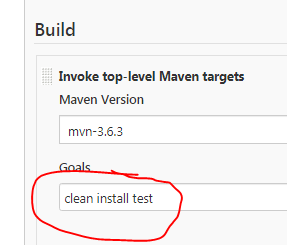 Build
Invoke top-level Maven targets
Maven Version
mvn-3.6.3
Goals
clean install test